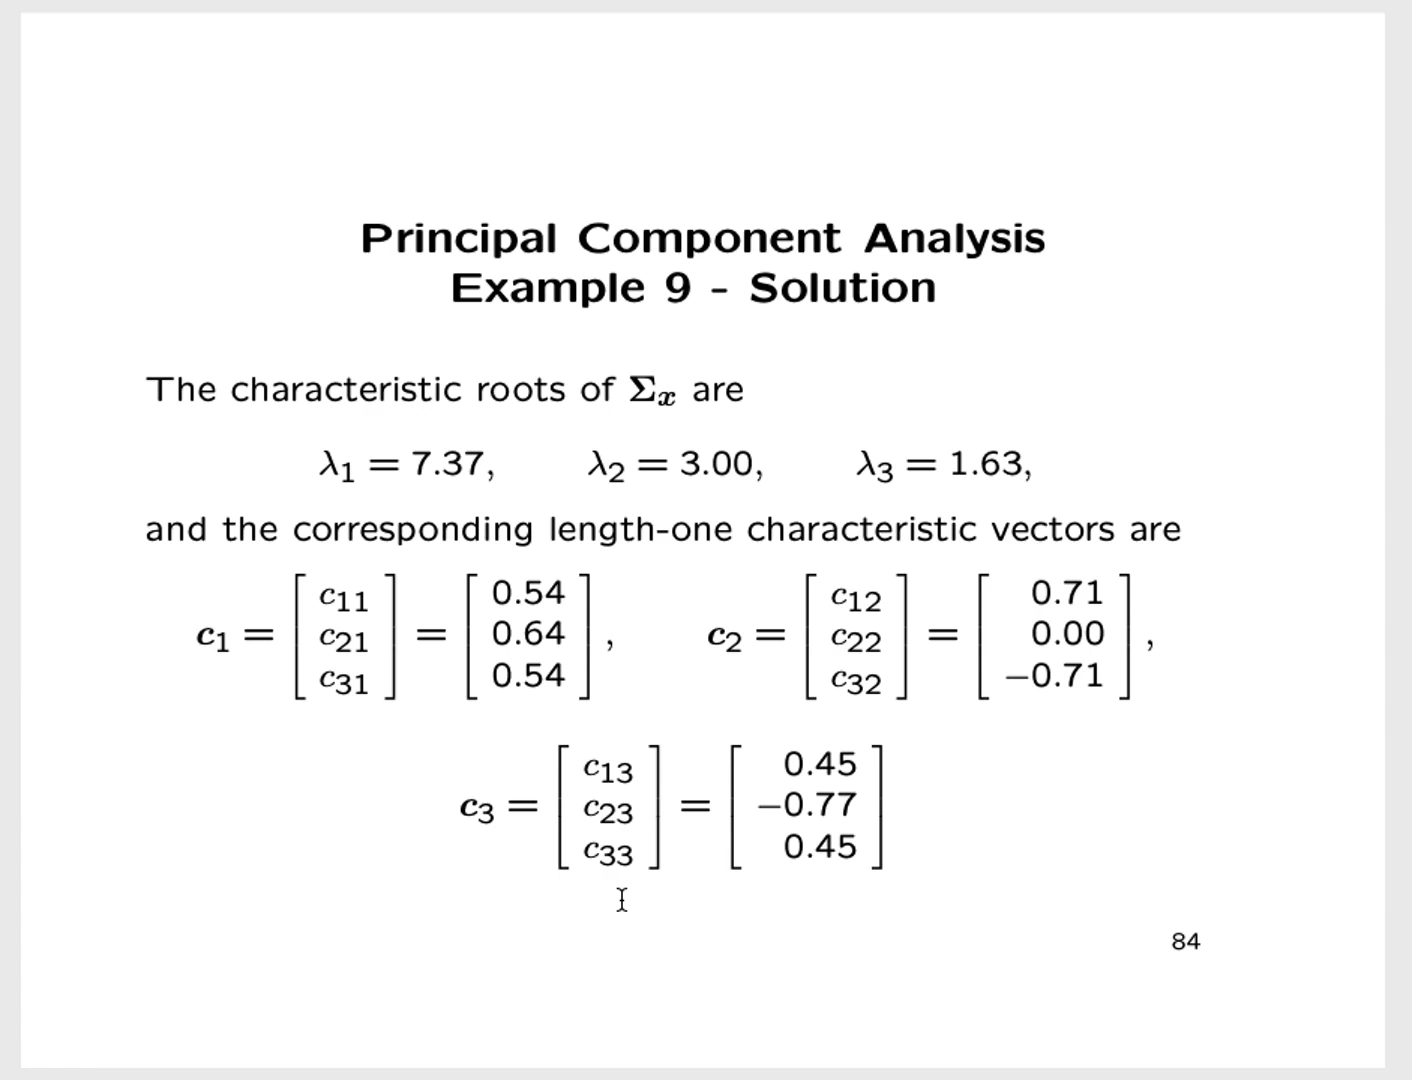 Principal Component Analysis
Example 9 - Solution
The characteristic roots of Σₓ are
λ₁ = 7.37, λ₂ = 3.00, λ₃ = 1.63,
and the corresponding length-one characteristic vectors are
c₁ = [ c₁₁ c₂₁ c₃₁ ] = [ 0.54 0.64 0.54 ], c₂ = [ c₁₂ c₂₂ c₃₂ ] = [ 0.71 0.00 −0.71 ],
c₃ = [ c₁₃ c₂₃ c₃₃ ] = [ 0.45 −0.77 0.45 ]
84